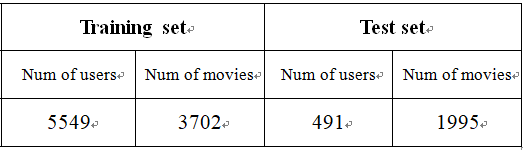 Training set Test set
Num of users Num of movies Num of users Num of movies
5549 3702 491 1995